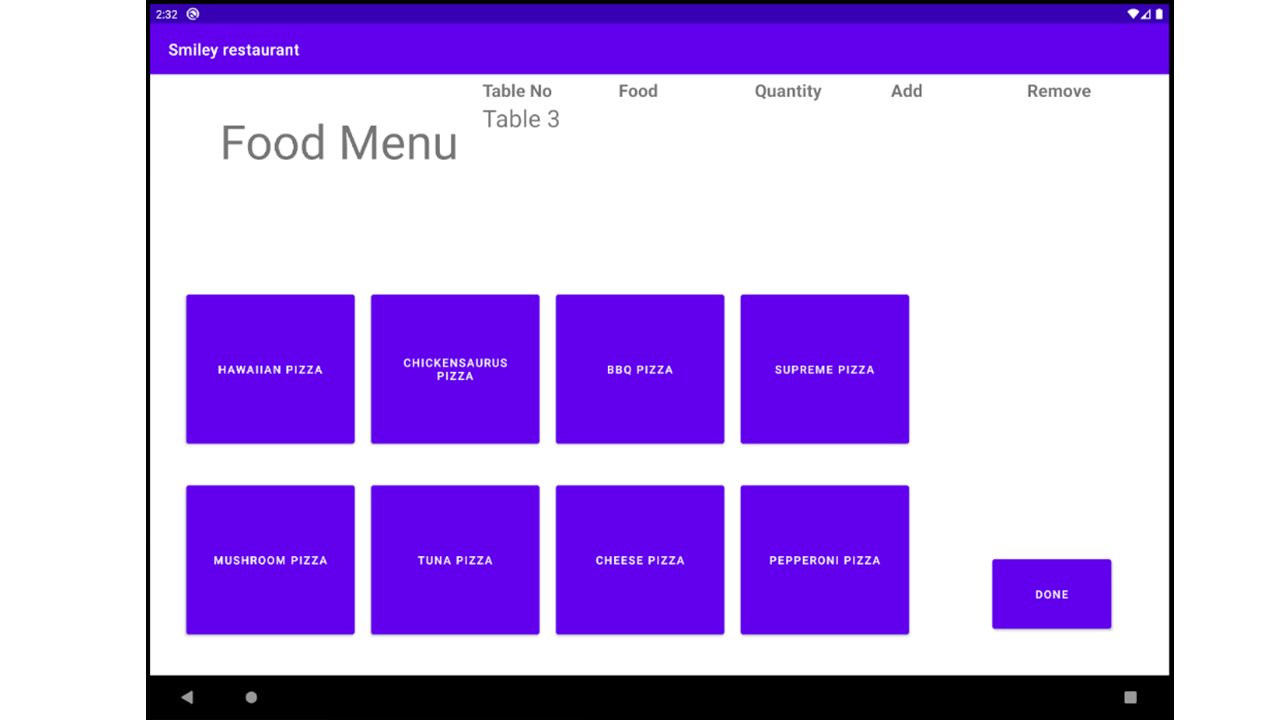 2:32
Smiley restaurant
Table No Food Quantity Add Remove
Table 3
Food Menu
HAWAIIAN PIZZA
CHICKENSAURUS
PIZZA
BBQ PIZZA
SUPREME PIZZA
MUSHROOM PIZZA
TUNA PIZZA
CHEESE PIZZA
PEPPERONI PIZZA
DONE